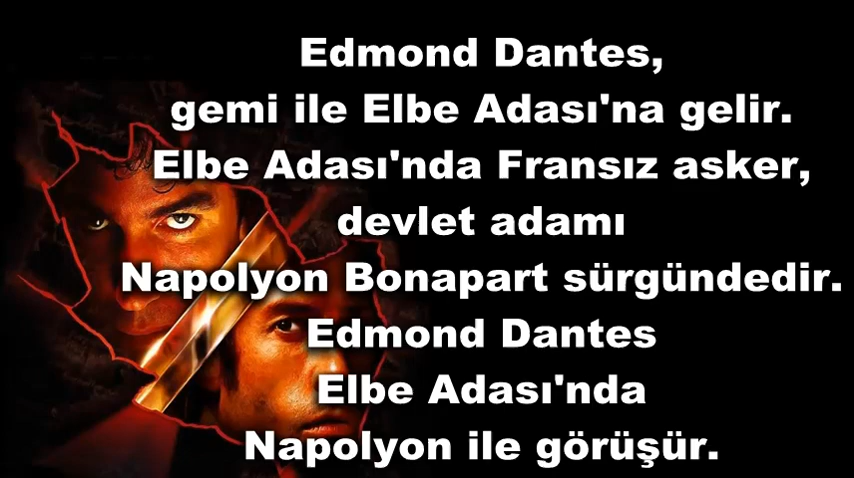 Edmond Dantes,
gemi ile Elbe Adası'na gelir.
Elbe Adası'nda Fransız asker,
devlet adamı
Napolyon Bonapart sürgündedir.
Edmond Dantes
Elbe Adası'nda
Napolyon ile görüşür.